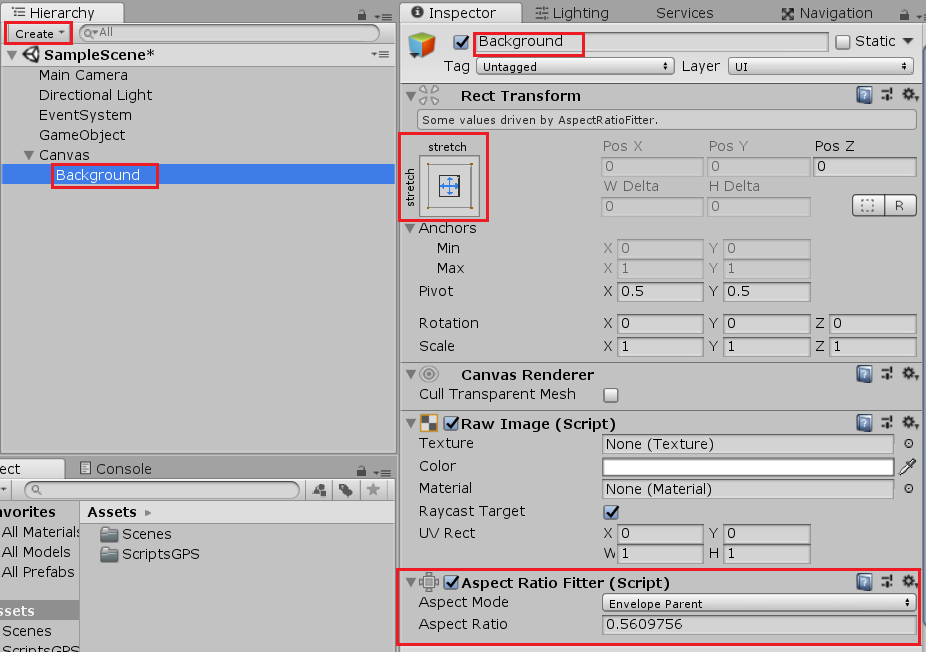 Hierarchy
Create
All
SampleScene*
Main Camera
Directional Light
EventSystem
GameObject
Canvas
Background
ect
Console
avorites
All Materials
All Models
All Prefabs
ssets
Scenes
ScriptsGPS
Assets
Scenes
ScriptsGPS
Inspector Lighting Services Navigation
Background Static
Tag Untagged Layer UI
Rect Transform
Some values driven by AspectRatioFitter.
stretch
stretch
Pos X Pos Y Pos Z
0 0 0
W Delta H Delta
0 0 R
Anchors
Min X 0 Y 0
Max X 1 Y 1
Pivot X 0.5 Y 0.5
Rotation X 0 Y 0 Z 0
Scale X 1 Y 1 Z 1
Canvas Renderer
Cull Transparent Mesh
Raw Image (Script)
Texture None (Texture)
Color
Material None (Material)
Raycast Target
UV Rect X 0 Y 0
W 1 H 1
Aspect Ratio Fitter (Script)
Aspect Mode Envelope Parent
Aspect Ratio 0.5609756